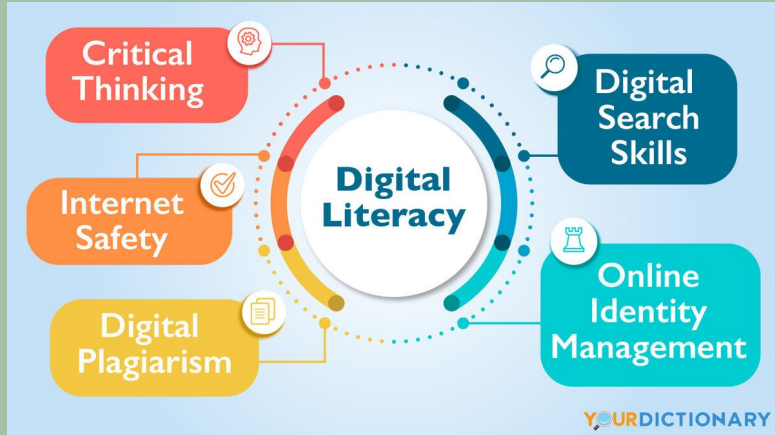 Critical
Thinking
Internet
Safety
Digital
Plagiarism
Digital
Literacy
Digital
Search
Skills
Online
Identity
Management
YOURDICTIONARY